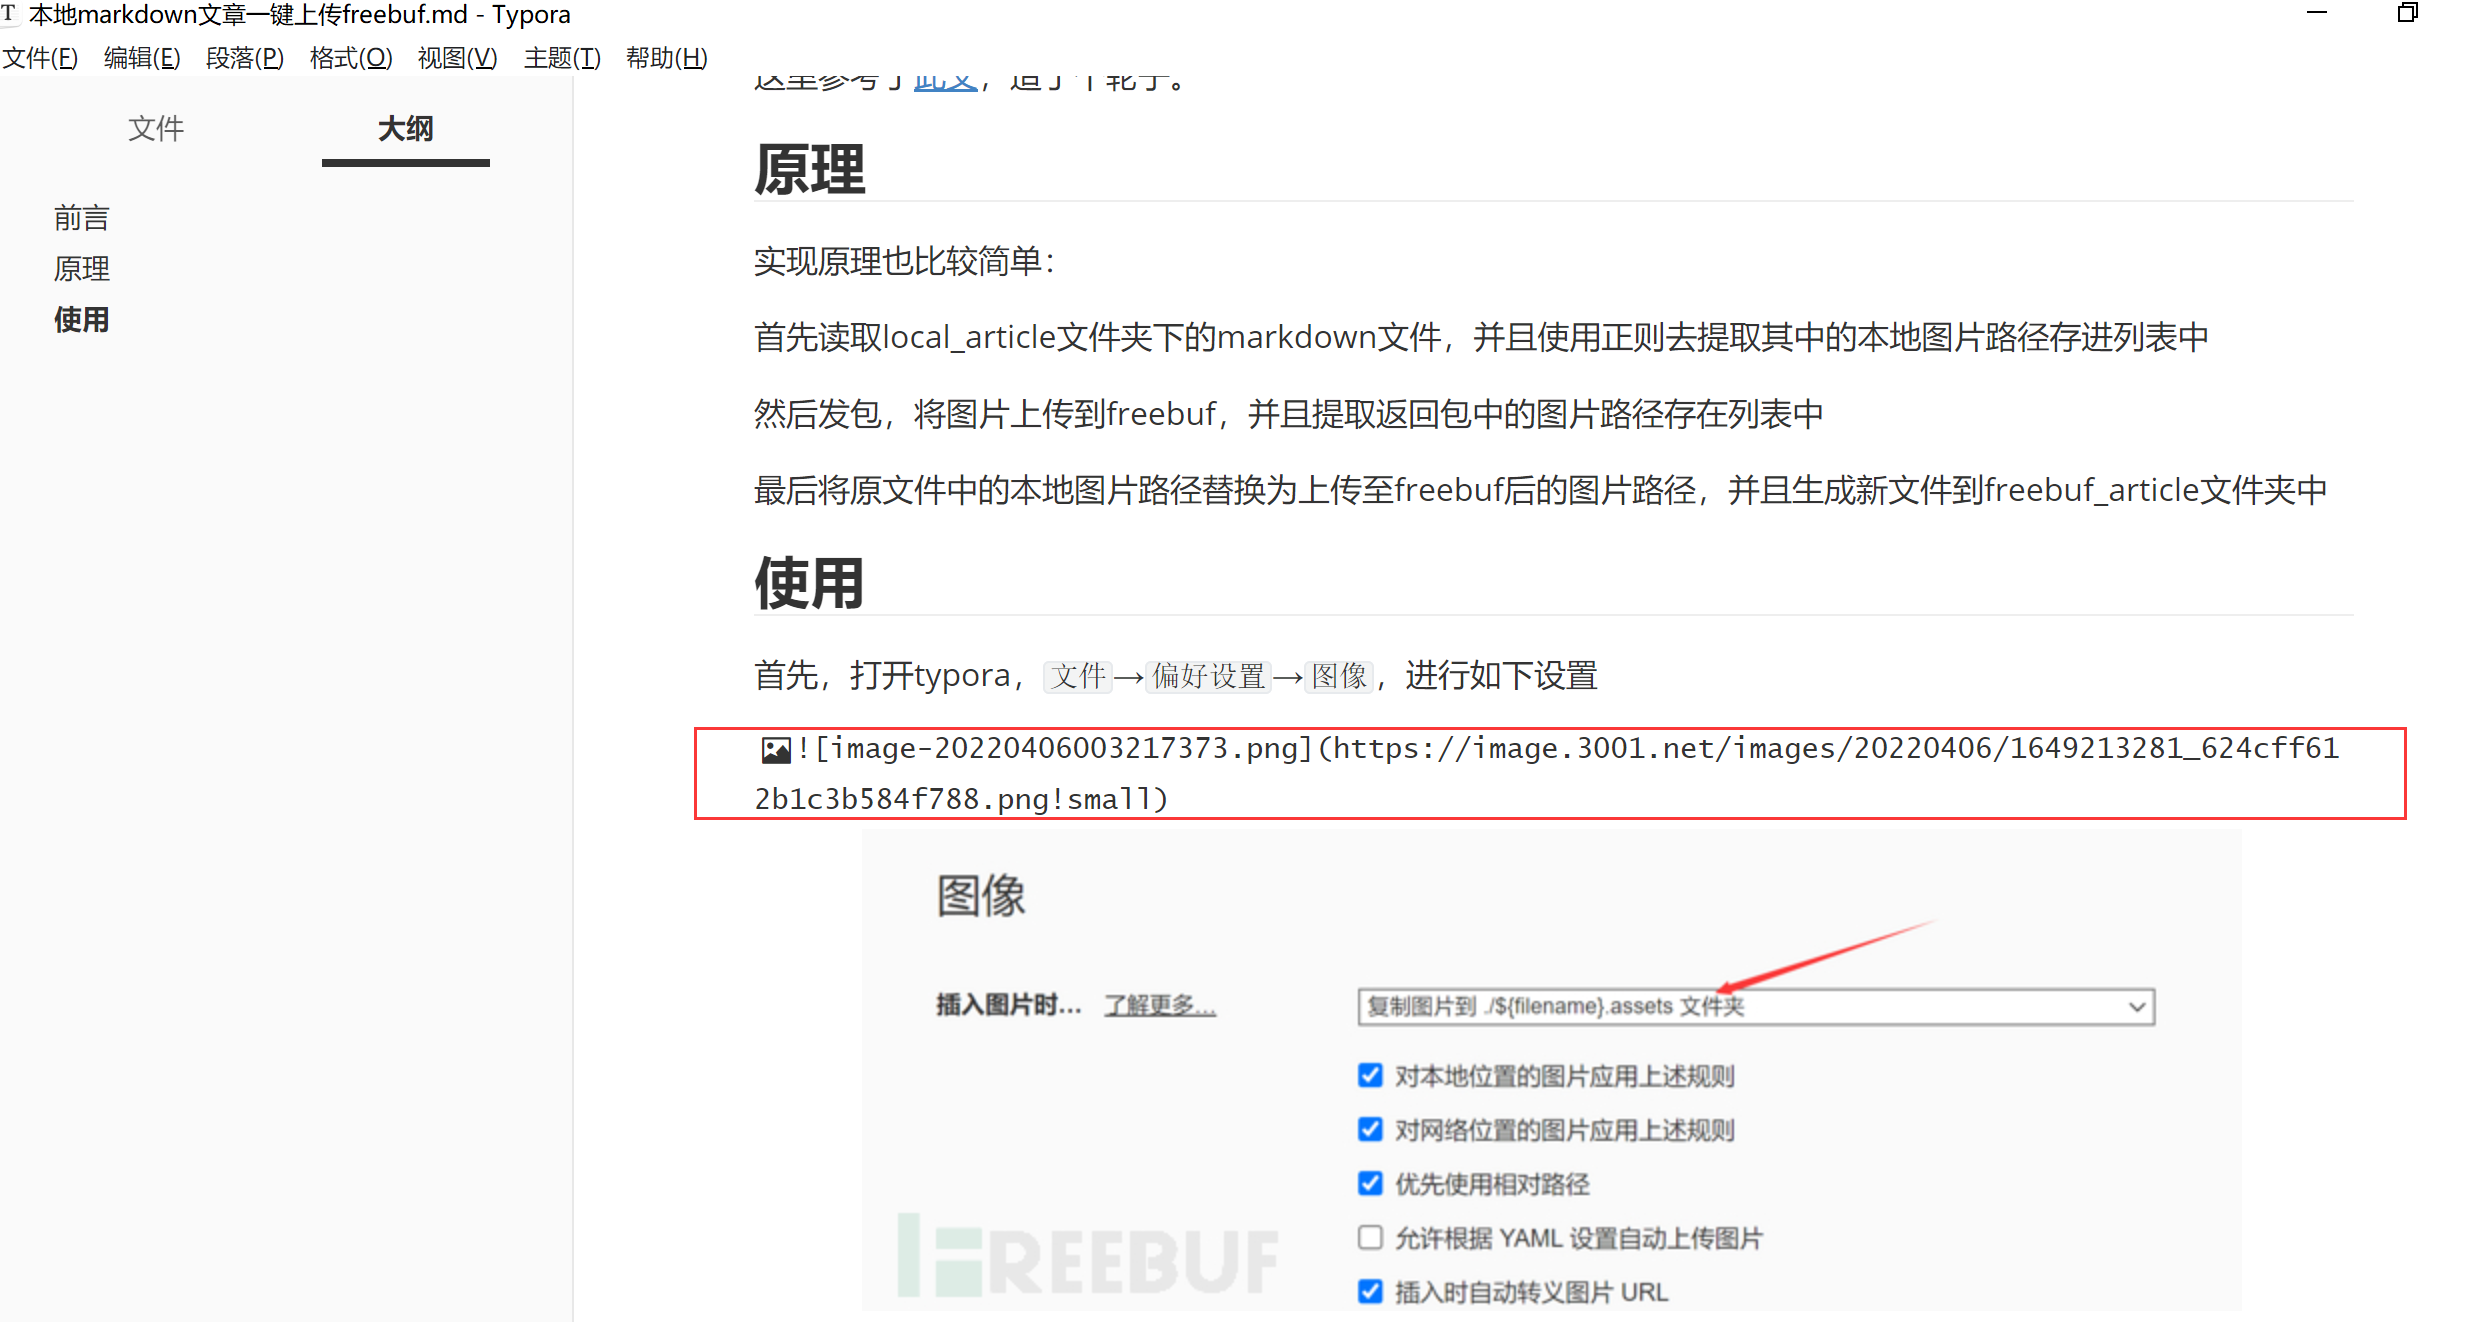 本地markdown文章一键上传freebuf.md - Typora
文件(F) 编辑(E) 段落(P) 格式(O) 视图(V) 主题(T) 帮助(H)
文件 大纲
前言
原理
使用
这里参考了此文，造了个轮子。
原理
实现原理也比较简单：
首先读取local_article文件夹下的markdown文件，并且使用正则去提取其中的本地图片路径存进列表中
然后发包，将图片上传到freebuf，并且提取返回包中的图片路径存在列表中
最后将原文件中的本地图片路径替换为上传至freebuf后的图片路径，并且生成新文件到freebuf_article文件夹中
使用
首先，打开typora，文件→偏好设置→图像，进行如下设置
![image-20220406003217373.png](https://image.3001.net/images/20220406/1649213281_624cff61
2b1c3b584f788.png!small)
图像
插入图片时... 了解更多... 复制图片到 ./${filename}.assets 文件夹
对本地位置的图片应用上述规则
对网络位置的图片应用上述规则
优先使用相对路径
允许根据 YAML 设置自动上传图片
插入时自动转义图片 URL
FREEBUF